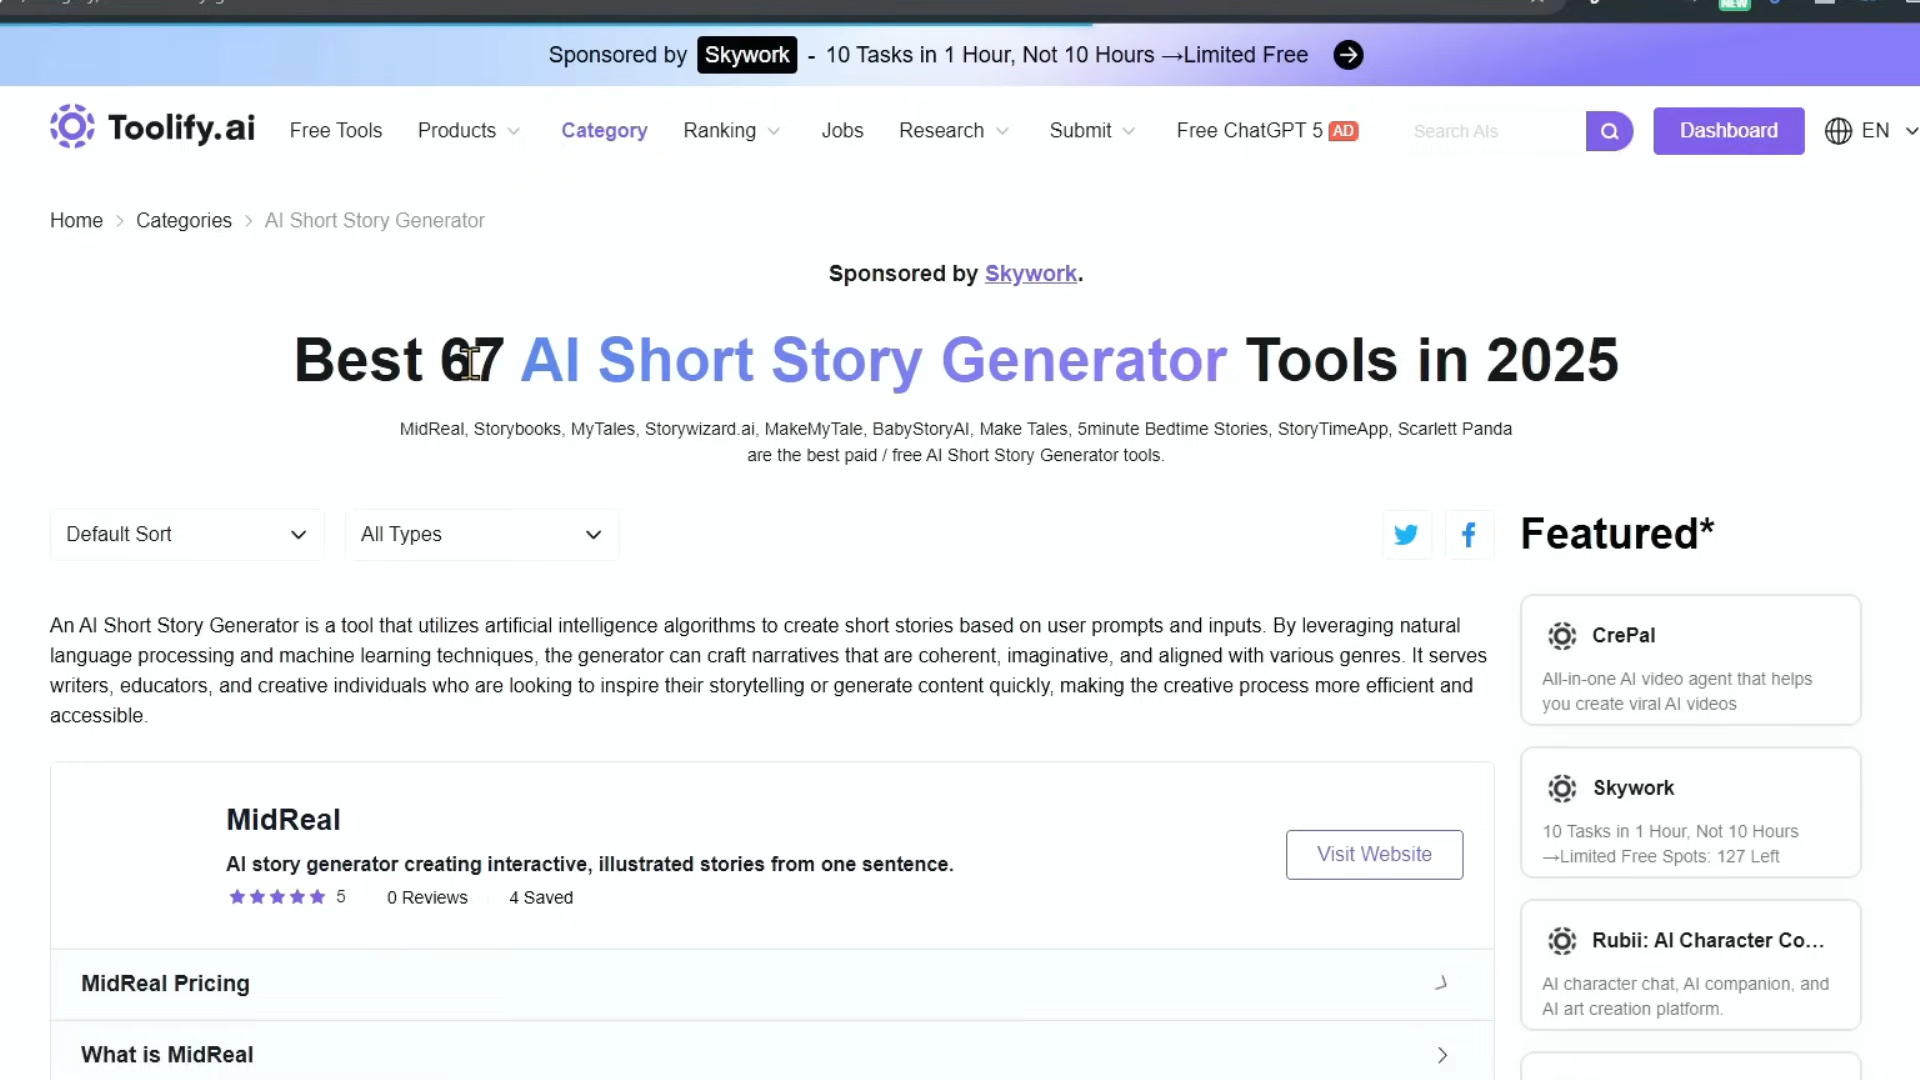 NEW
Sponsored by Skywork - 10 Tasks in 1 Hour, Not 10 Hours →Limited Free
Toolify.ai Free Tools Products Category Ranking Jobs Research Submit Free ChatGPT 5 AD Search AIs Dashboard EN
Home > Categories > AI Short Story Generator
Sponsored by Skywork.
Best 67 AI Short Story Generator Tools in 2025
MidReal, Storybooks, MyTales, Storywizard.ai, MakeMyTale, BabyStoryAI, Make Tales, 5minute Bedtime Stories, StoryTimeApp, Scarlett Panda
are the best paid / free AI Short Story Generator tools.
Default Sort All Types
Featured*
An AI Short Story Generator is a tool that utilizes artificial intelligence algorithms to create short stories based on user prompts and inputs. By leveraging natural
language processing and machine learning techniques, the generator can craft narratives that are coherent, imaginative, and aligned with various genres. It serves
writers, educators, and creative individuals who are looking to inspire their storytelling or generate content quickly, making the creative process more efficient and
accessible.
MidReal
AI story generator creating interactive, illustrated stories from one sentence.
5 0 Reviews 4 Saved
Visit Website
MidReal Pricing
What is MidReal
CrePal
All-in-one AI video agent that helps
you create viral AI videos
Skywork
10 Tasks in 1 Hour, Not 10 Hours
→Limited Free Spots: 127 Left
Rubii: AI Character Co...
AI character chat, AI companion, and
AI art creation platform.